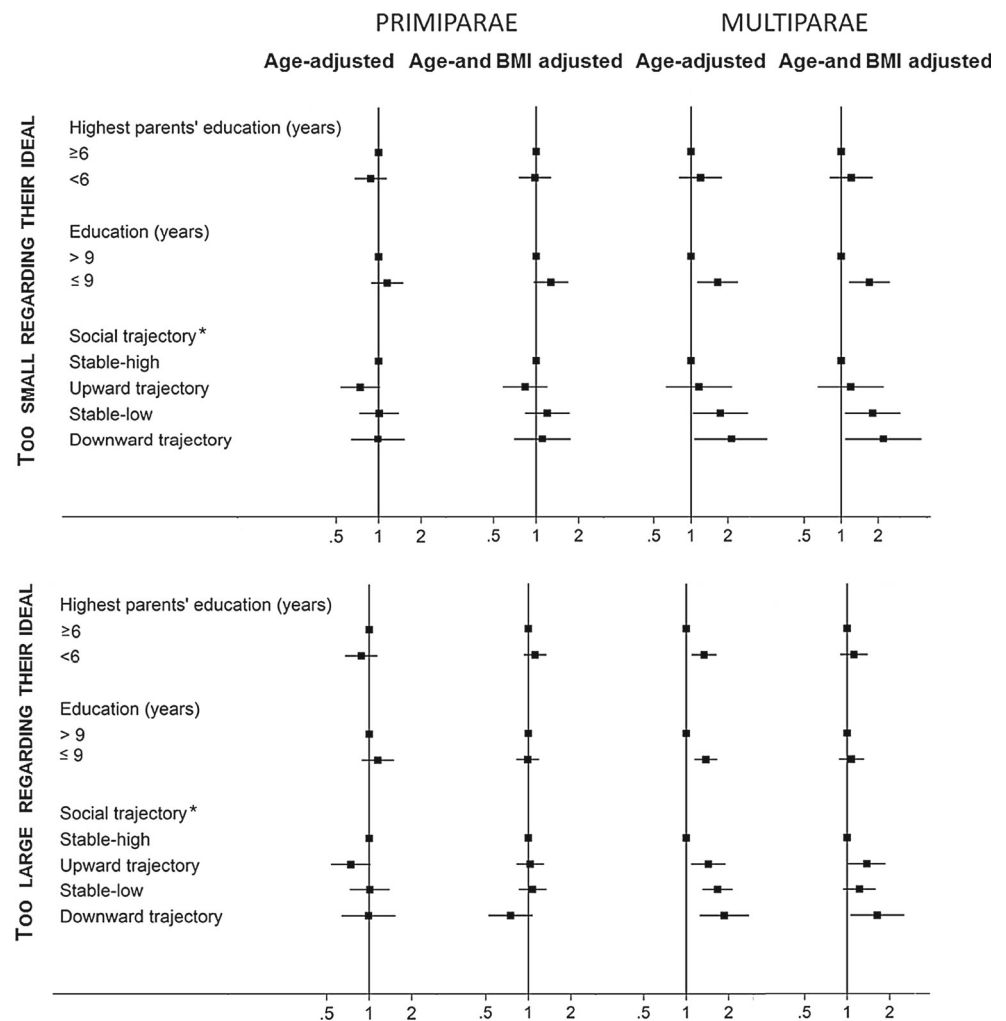 PRIMIPARAE MULTIPARAE
Age-adjusted Age-and BMI adjusted Age-adjusted Age-and BMI adjusted
TOO SMALL REGARDING THEIR IDEAL
Highest parents' education (years)
≥6
<6
Education (years)
> 9
≤ 9
Social trajectory*
Stable-high
Upward trajectory
Stable-low
Downward trajectory
.5 1 2 .5 1 2 .5 1 2 .5 1 2
TOO LARGE REGARDING THEIR IDEAL
Highest parents' education (years)
≥6
<6
Education (years)
> 9
≤ 9
Social trajectory*
Stable-high
Upward trajectory
Stable-low
Downward trajectory
.5 1 2 .5 1 2 .5 1 2 .5 1 2